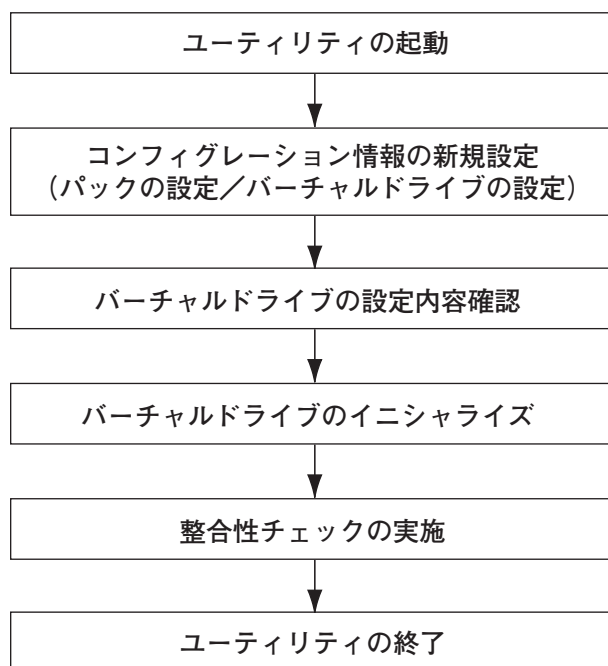 ユーティリティの起動
コンフィグレーション情報の新規設定
（パックの設定／バーチャルドライブの設定）
バーチャルドライブの設定内容確認
バーチャルドライブのイニシャライズ
整合性チェックの実施
ユーティリティの終了